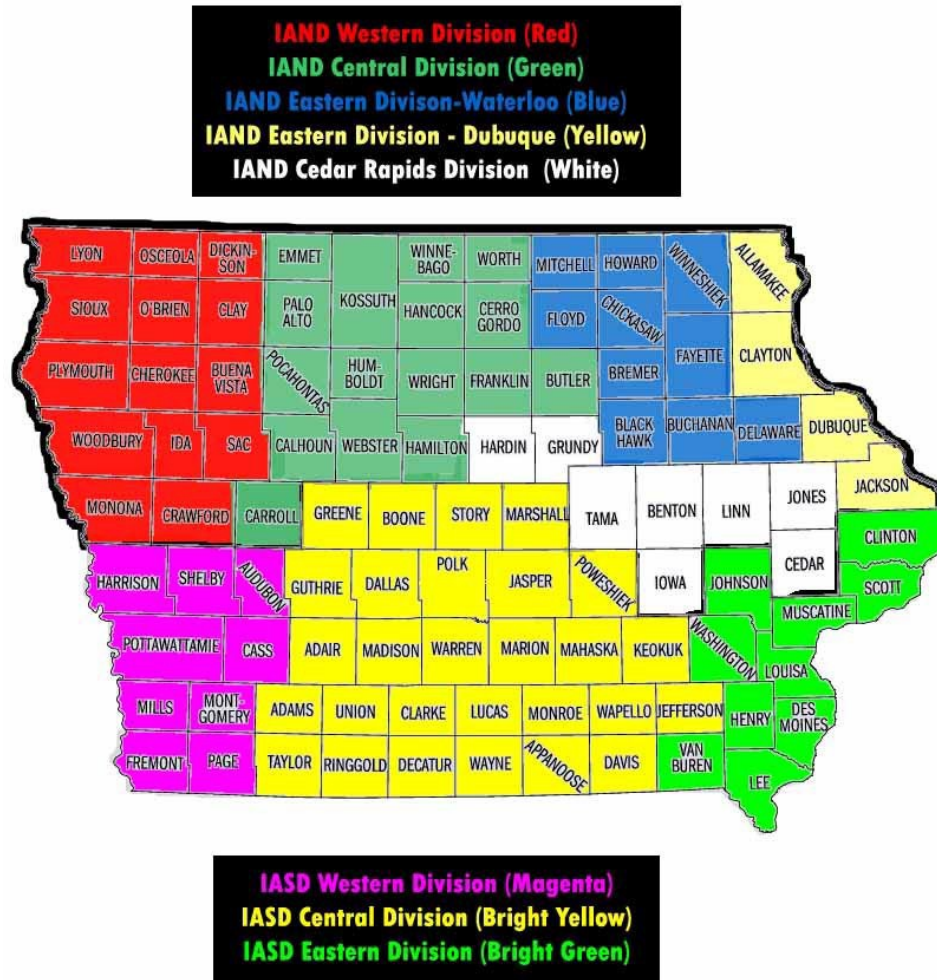 IAND Western Division (Red)
IAND Central Division (Green)
IAND Eastern Divison-Waterloo (Blue)
IAND Eastern Division - Dubuque (Yellow)
IAND Cedar Rapids Division (White)
LYON
OSCEOLA
DICKIN-
SON
EMMET
KOSSUTH
WINNE-
BAGO
WORTH
MITCHELL
HOWARD
WINNESHIEK
ALLAMAKEE
SIOUX
O'BRIEN
CLAY
PALO
ALTO
HANCOCK
CERRO
GORDO
FLOYD
CHICKASAW
FAYETTE
CLAYTON
PLYMOUTH
CHEROKEE
BUENA
VISTA
POCAHONTAS
HUM-
BOLDT
WRIGHT
FRANKLIN
BUTLER
BREMER
WOODBURY
IDA
SAC
CALHOUN
WEBSTER
HAMILTON
HARDIN
GRUNDY
BLACK
HAWK
BUCHANAN
DELAWARE
DUBUQUE
MONONA
CRAWFORD
CARROLL
GREENE
BOONE
STORY
MARSHALL
TAMA
BENTON
LINN
JONES
JACKSON
CLINTON
HARRISON
SHELBY
AUDUBON
GUTHRIE
DALLAS
POLK
JASPER
POWESHIEK
IOWA
JOHNSON
CEDAR
SCOTT
MUSCATINE
POTTAWATTAMIE
CASS
ADAIR
MADISON
WARREN
MARION
MAHASKA
KEOKUK
WASHINGTON
LOUISA
MILLS
MONT-
GOMERY
ADAMS
UNION
CLARKE
LUCAS
MONROE
WAPELLO
JEFFERSON
HENRY
DES
MOINES
FREMONT
PAGE
TAYLOR
RINGGOLD
DECATUR
WAYNE
APPANOOSE
DAVIS
VAN
BUREN
LEE
IASD Western Division (Magenta)
IASD Central Division (Bright Yellow)
IASD Eastern Division (Bright Green)